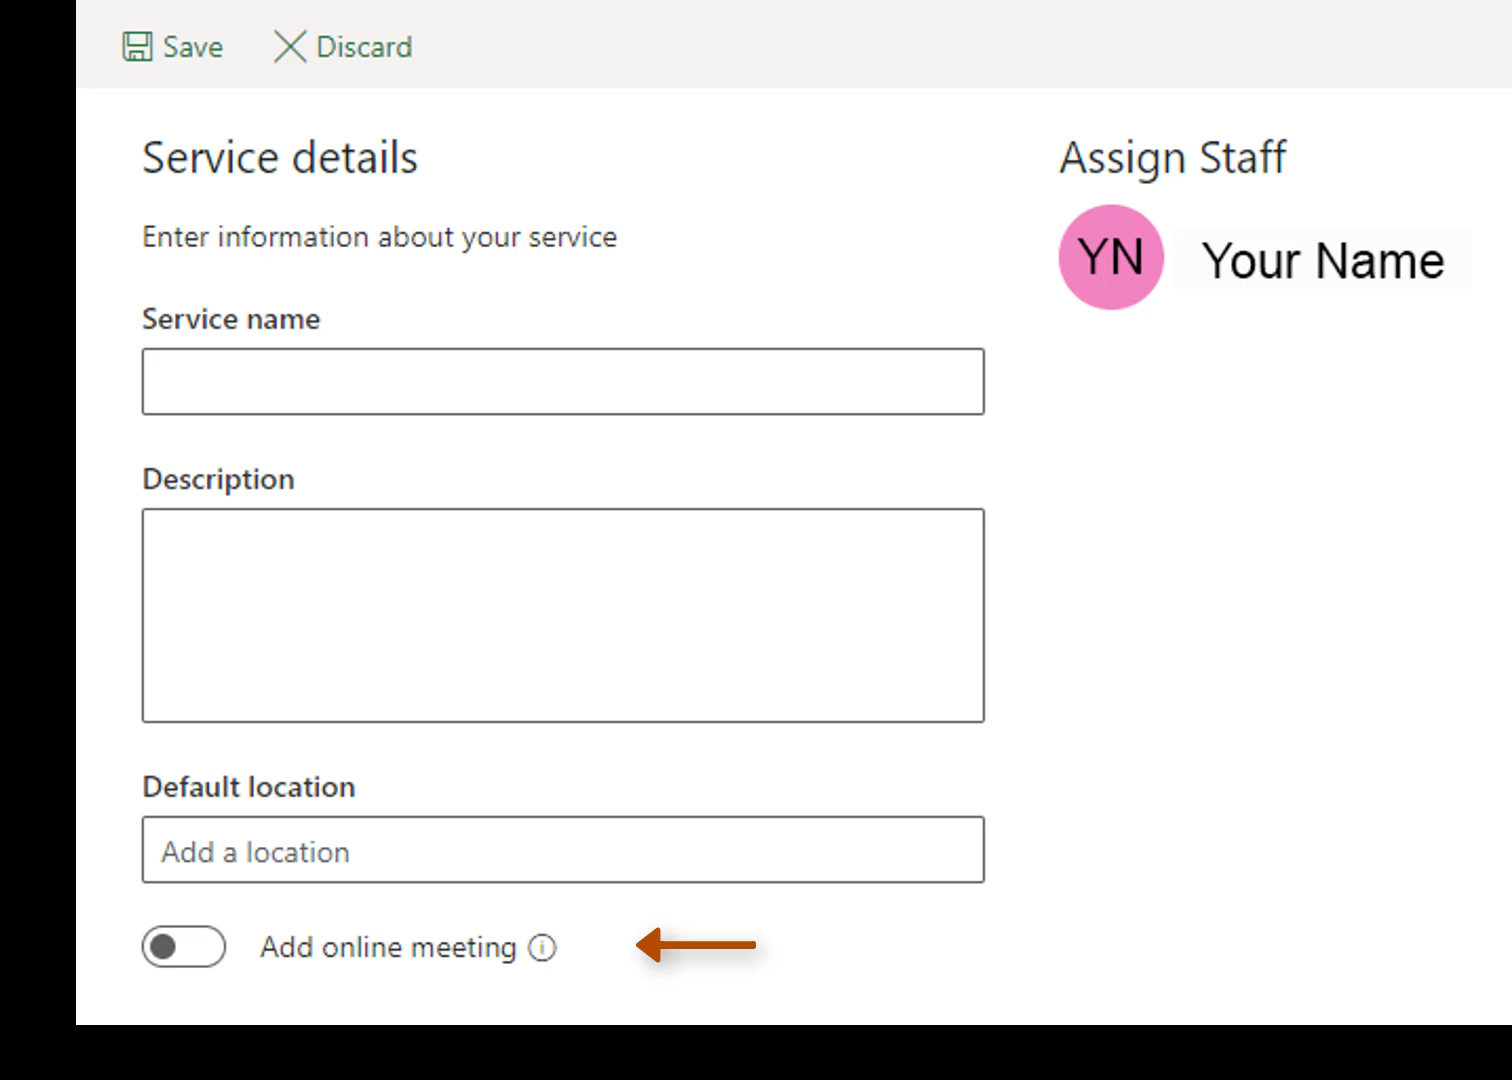 Save
Discard
Service details
Enter information about your service
Service name
Description
Default location
Add a location
Add online meeting
Assign Staff
YN
Your Name